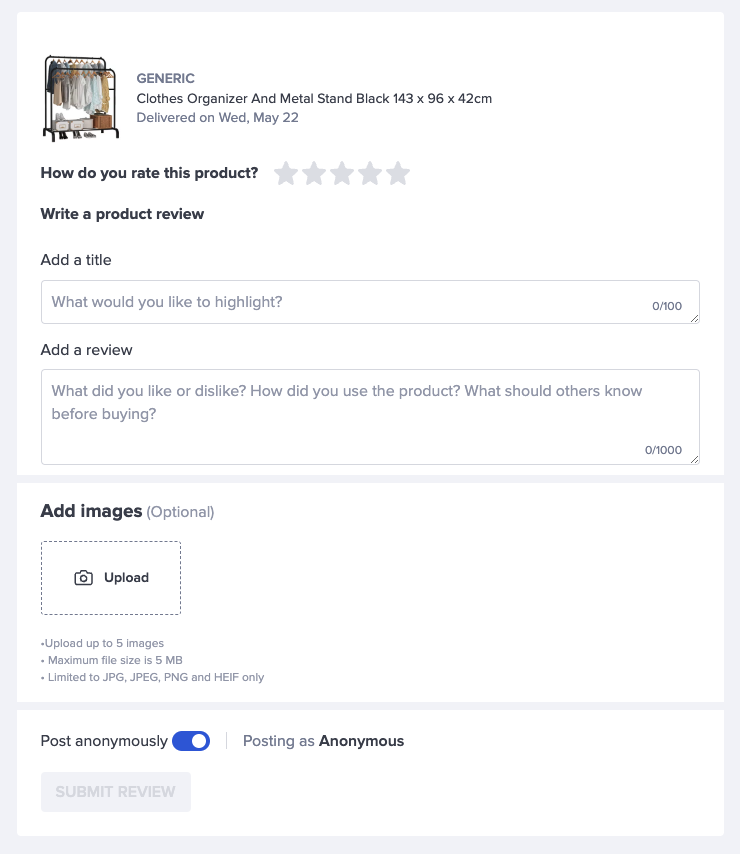 GENERIC
Clothes Organizer And Metal Stand Black 143 x 96 x 42cm
Delivered on Wed, May 22
How do you rate this product?
Write a product review
Add a title
What would you like to highlight?
0/100
Add a review
What did you like or dislike? How did you use the product? What should others know
before buying?
0/1000
Add images (Optional)
Upload
•Upload up to 5 images
• Maximum file size is 5 MB
• Limited to JPG, JPEG, PNG and HEIF only
Post anonymously Posting as Anonymous
SUBMIT REVIEW